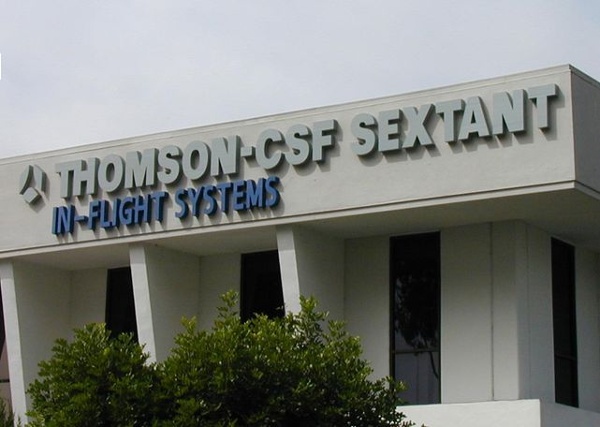 THOMSON-CSF SEXTANT
IN-FLIGHT SYSTEMS